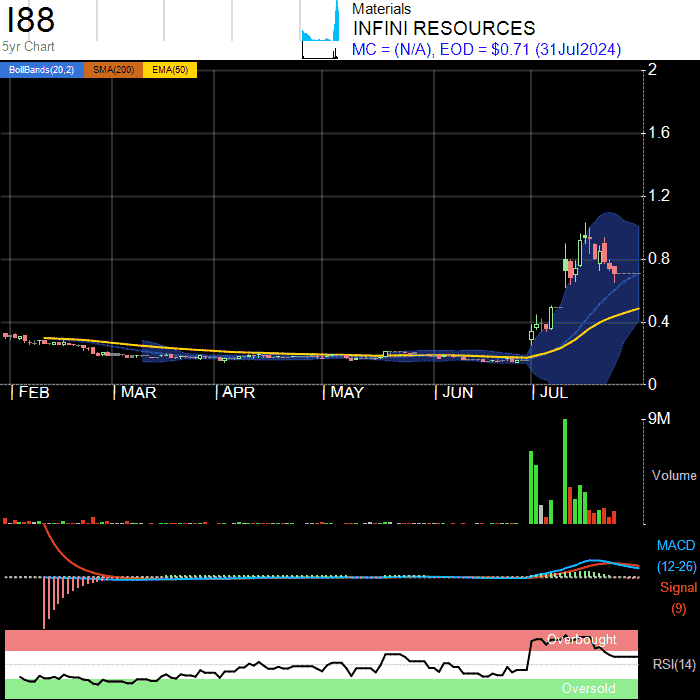 I88
5yr Chart
Materials
INFINI RESOURCES
MC = (N/A), EOD = $0.71 (31Jul2024)
BollBands(20,2) SMA(200) EMA(50)
2
1.6
1.2
0.8
0.4
0
| FEB | MAR | APR | MAY | JUN | JUL
9M
Volume
MACD
(12-26)
Signal
(9)
Overbought
RSI(14)
Oversold